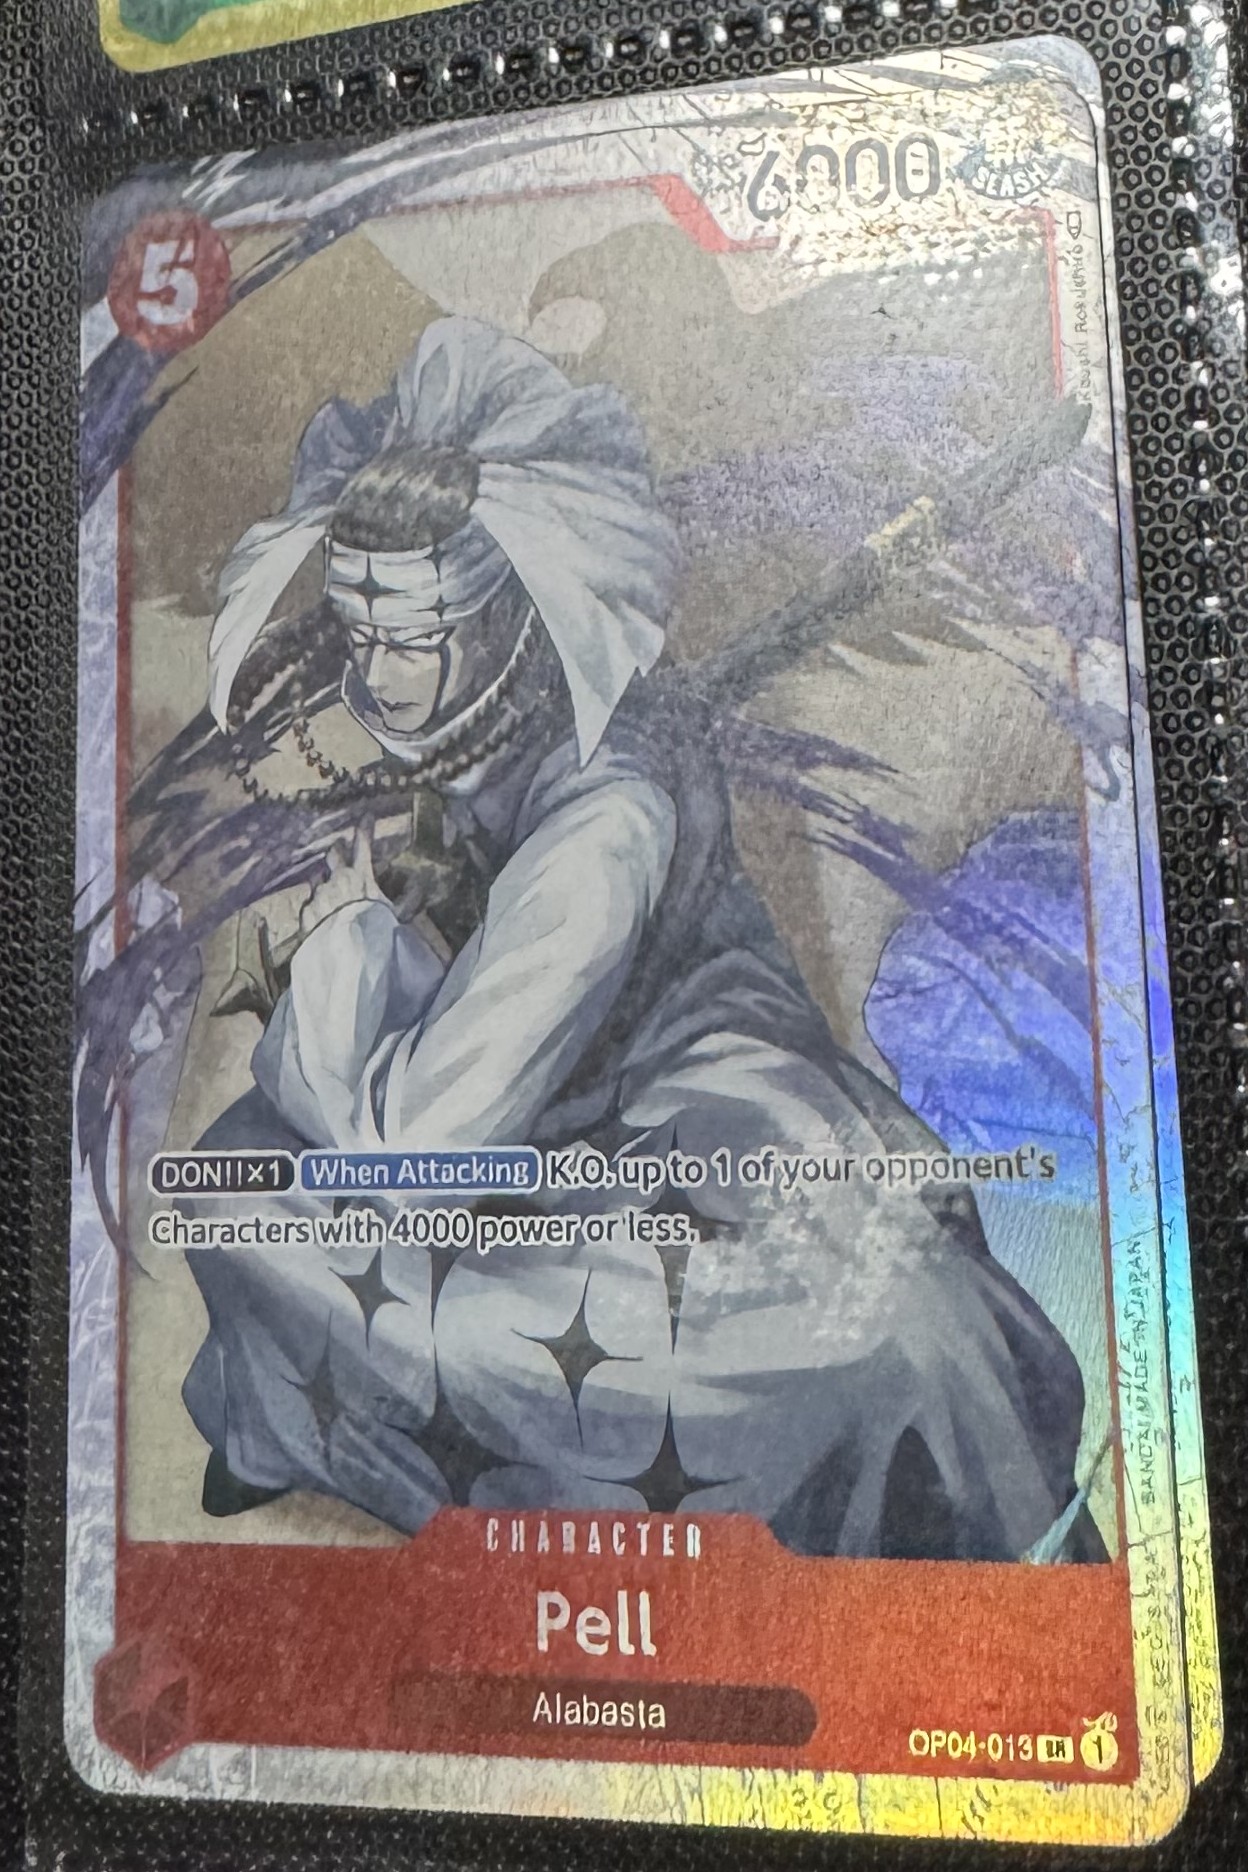 5
6000
SLASH
DON!!×1 When Attacking K.O. up to 1 of your opponent's
Characters with 4000 power or less.
CHARACTER
Pell
Alabasta
OP04-013 SR 1
BANDAI MADE IN JAPAN